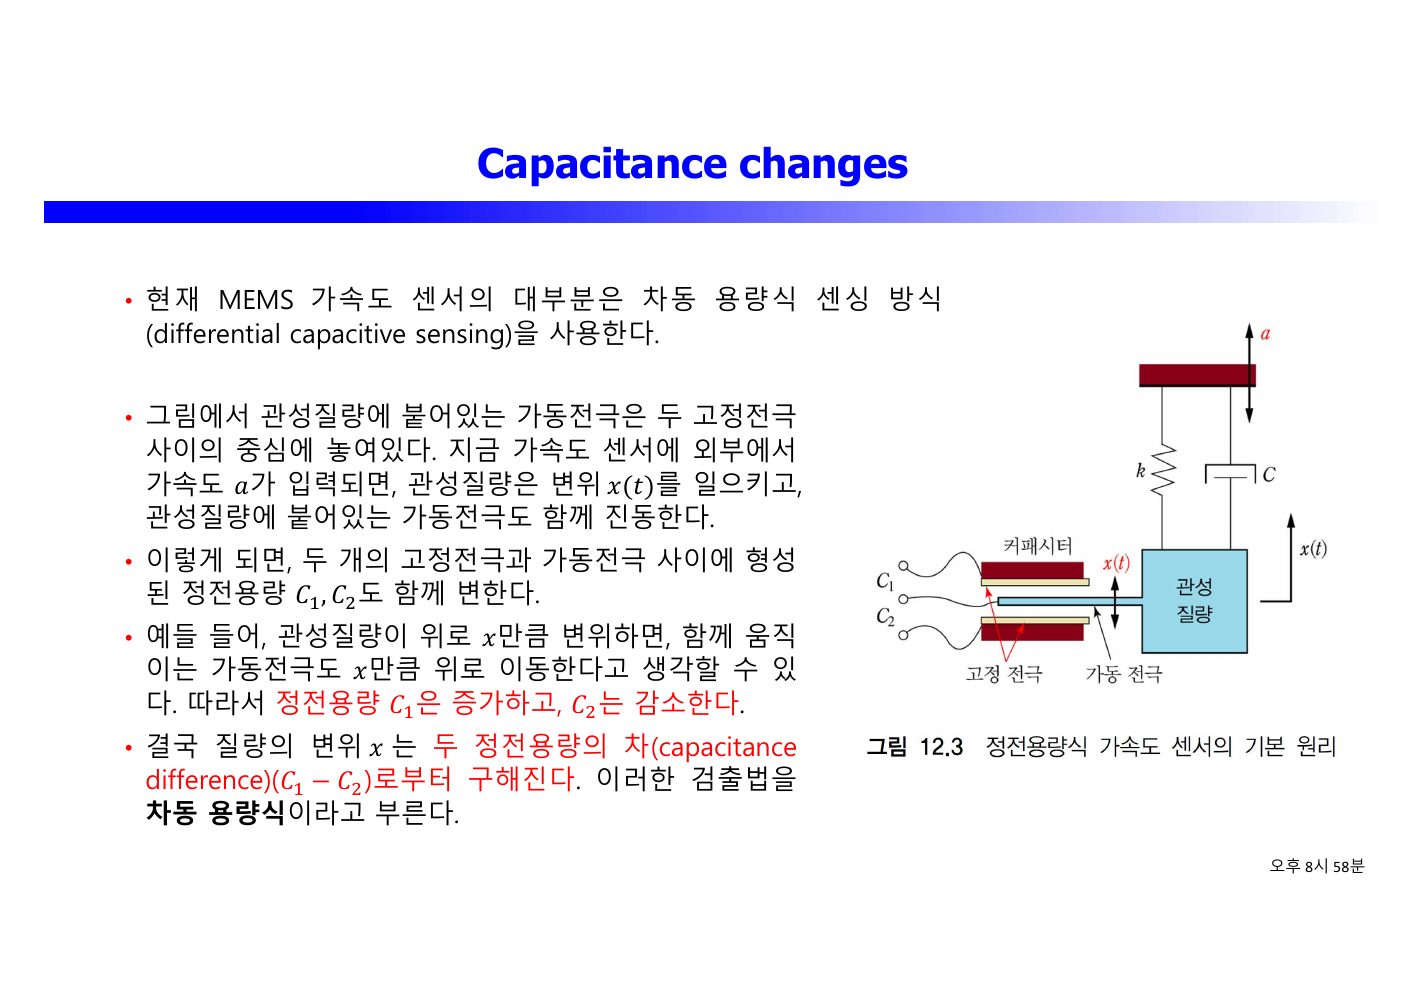 Capacitance changes
• 현재 MEMS 가속도 센서의 대부분은 차동 용량식 센싱 방식
(differential capacitive sensing)을 사용한다.
• 그림에서 관성질량에 붙어있는 가동전극은 두 고정전극
사이의 중심에 놓여있다. 지금 가속도 센서에 외부에서
가속도 a가 입력되면, 관성질량은 변위 x(t)를 일으키고,
관성질량에 붙어있는 가동전극도 함께 진동한다.
• 이렇게 되면, 두 개의 고정전극과 가동전극 사이에 형성
된 정전용량 C₁, C₂도 함께 변한다.
• 예들 들어, 관성질량이 위로 x만큼 변위하면, 함께 움직
이는 가동전극도 x만큼 위로 이동한다고 생각할 수 있
다. 따라서 정전용량 C₁은 증가하고, C₂는 감소한다.
• 결국 질량의 변위 x 는 두 정전용량의 차(capacitance
difference)(C₁ − C₂)로부터 구해진다. 이러한 검출법을
차동 용량식이라고 부른다.
a
k
C
커패시터
x(t)
x(t)
C₁
C₂
관성
질량
고정 전극
가동 전극
그림 12.3 정전용량식 가속도 센서의 기본 원리
오후 8시 58분